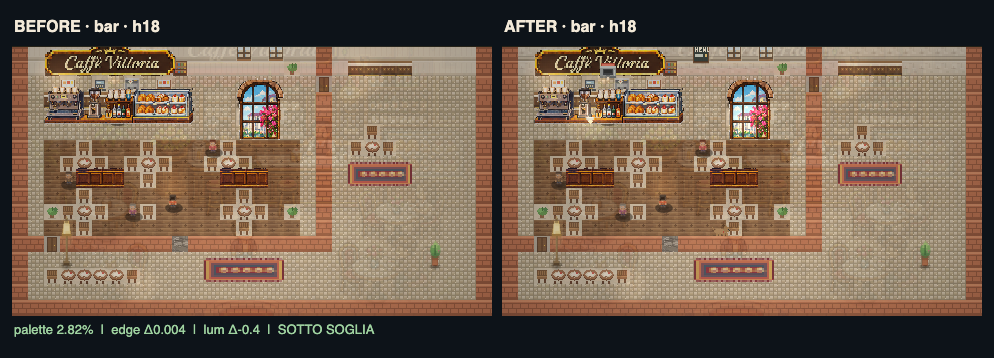 BEFORE · bar · h18
AFTER · bar · h18
Caffè Vittoria
Caffè Vittoria
MENU
palette 2.82% | edge Δ0.004 | lum Δ-0.4 | SOTTO SOGLIA